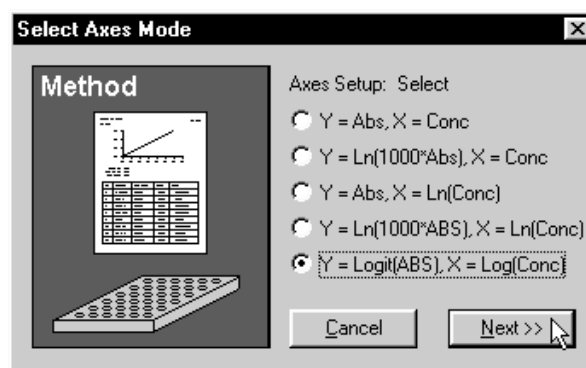 Select Axes Mode
Method
Axes Setup: Select
Y = Abs, X = Conc
Y = Ln(1000*Abs), X = Conc
Y = Abs, X = Ln(Conc)
Y = Ln(1000*ABS), X = Ln(Conc)
Y = Logit(ABS), X = Log(Conc)
Cancel
Next >>